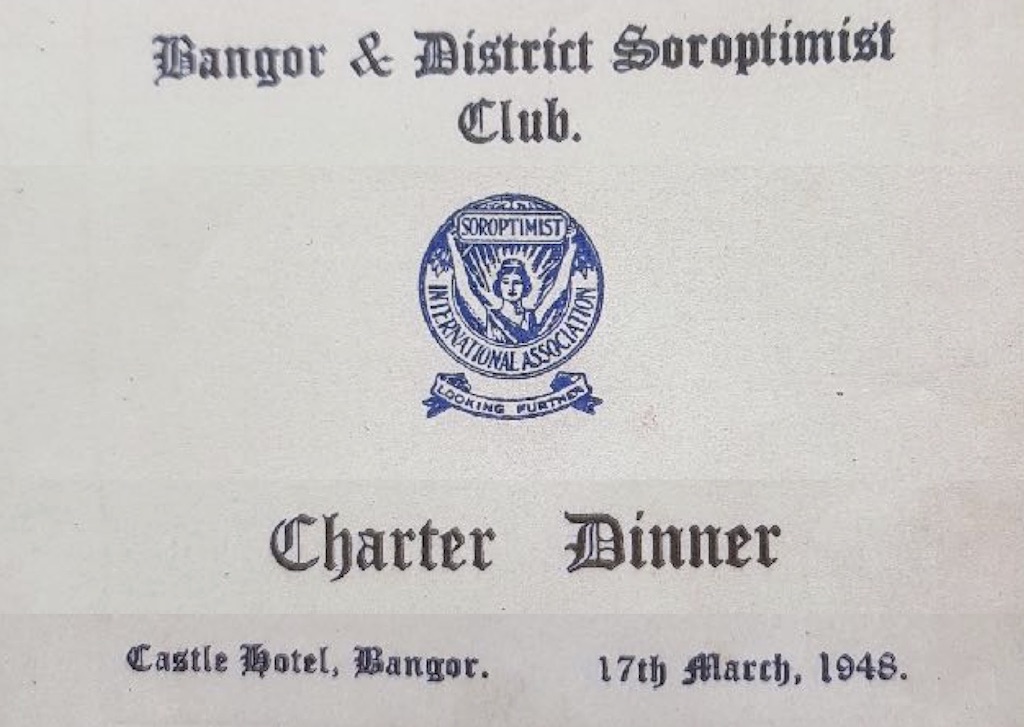 Bangor & District Soroptimist
Club.
SOROPTIMIST
INTERNATIONAL ASSOCIATION
LOOKING FURTHER
Charter Dinner
Castle Hotel, Bangor. 17th March, 1948.